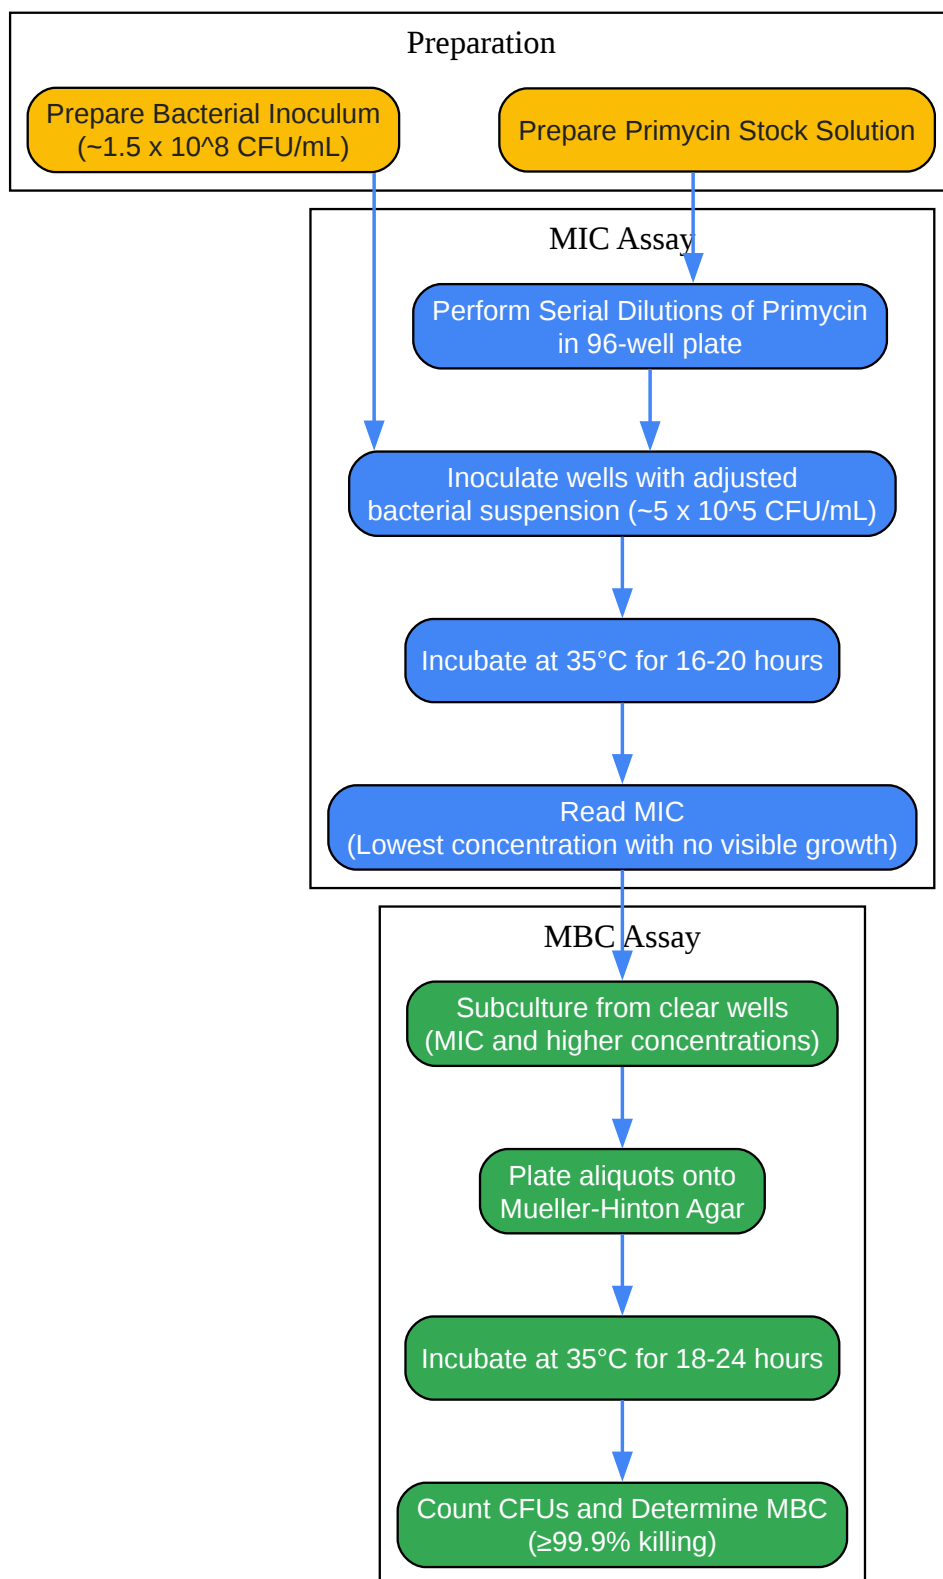 Preparation
Prepare Bacterial Inoculum
(~1.5 x 10^8 CFU/mL)
Prepare Primycin Stock Solution
MIC Assay
Perform Serial Dilutions of Primycin
in 96-well plate
Inoculate wells with adjusted
bacterial suspension (~5 x 10^5 CFU/mL)
Incubate at 35°C for 16-20 hours
Read MIC
(Lowest concentration with no visible growth)
MBC Assay
Subculture from clear wells
(MIC and higher concentrations)
Plate aliquots onto
Mueller-Hinton Agar
Incubate at 35°C for 18-24 hours
Count CFUs and Determine MBC
(≥99.9% killing)